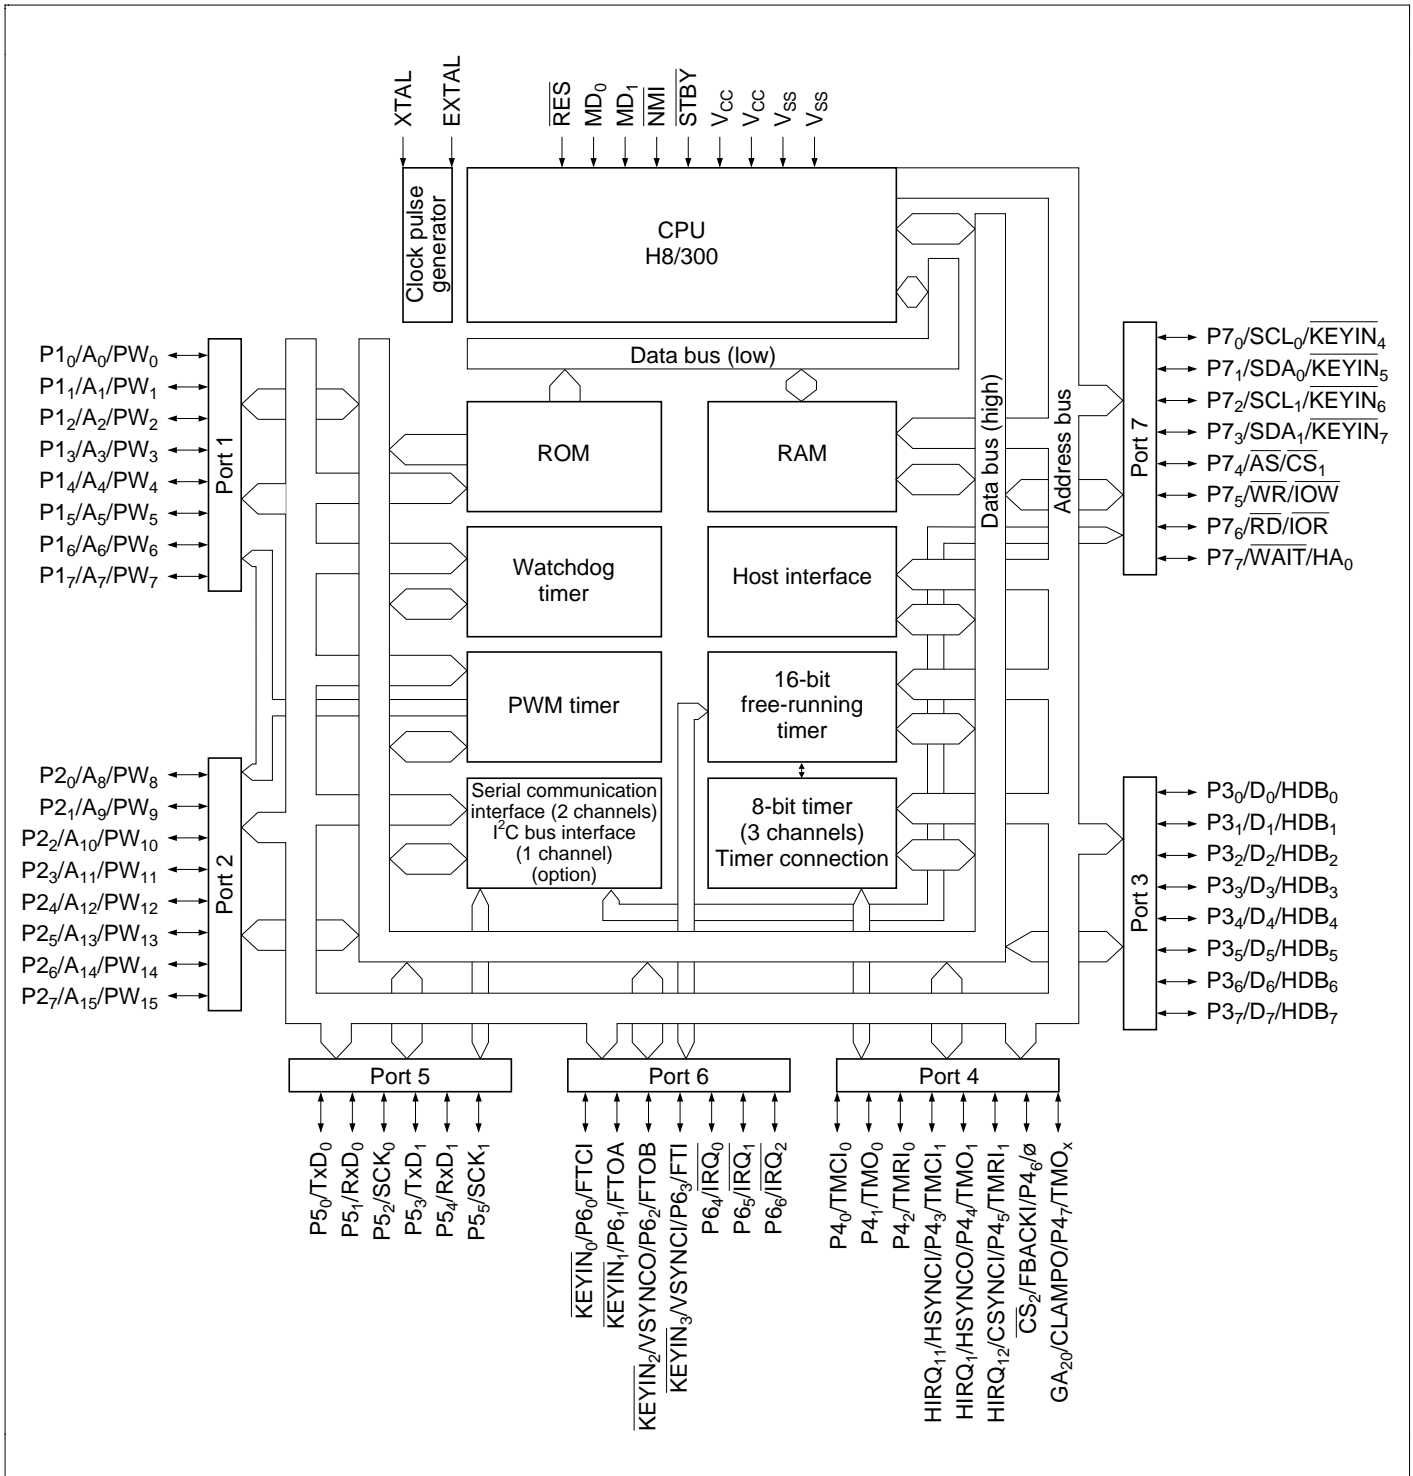 XTAL
EXTAL
RES
MD0
MD1
NMI
STBY
VCC
VCC
VSS
VSS
Clock pulse
generator
CPU
H8/300
Data bus (low)
Data bus (high)
Address bus
P10/A0/PW0
P11/A1/PW1
P12/A2/PW2
P13/A3/PW3
P14/A4/PW4
P15/A5/PW5
P16/A6/PW6
P17/A7/PW7
Port 1
ROM
RAM
Port 7
P70/SCL0/KEYIN4
P71/SDA0/KEYIN5
P72/SCL1/KEYIN6
P73/SDA1/KEYIN7
P74/AS/CS1
P75/WR/IOW
P76/RD/IOR
P77/WAIT/HA0
Watchdog
timer
Host interface
PWM timer
16-bit
free-running
timer
P20/A8/PW8
P21/A9/PW9
P22/A10/PW10
P23/A11/PW11
P24/A12/PW12
P25/A13/PW13
P26/A14/PW14
P27/A15/PW15
Port 2
Serial communication
interface (2 channels)
I2C bus interface
(1 channel)
(option)
8-bit timer
(3 channels)
Timer connection
Port 3
P30/D0/HDB0
P31/D1/HDB1
P32/D2/HDB2
P33/D3/HDB3
P34/D4/HDB4
P35/D5/HDB5
P36/D6/HDB6
P37/D7/HDB7
Port 5
Port 6
Port 4
P50/TxD0
P51/RxD0
P52/SCK0
P53/TxD1
P54/RxD1
P55/SCK1
KEYIN0/P60/FTCI
KEYIN1/P61/FTOA
KEYIN2/VSYNCO/P62/FTOB
KEYIN3/VSYNCI/P63/FTI
P64/IRQ0
P65/IRQ1
P66/IRQ2
P40/TMCI0
P41/TMO0
P42/TMRI0
HIRQ11/HSYNCI/P43/TMCI1
HIRQ1/HSYNCO/P44/TMO1
HIRQ12/CSYNCI/P45/TMRI1
CS2/FBACKI/P46/ø
GA20/CLAMPO/P47/TMOx